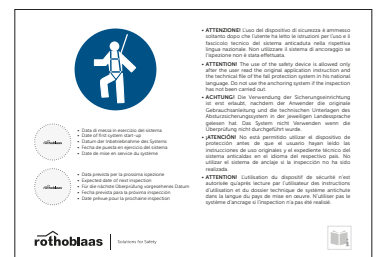 • ATTENZIONE! L'uso del dispositivo di sicurezza è ammesso
soltanto dopo che l'utente ha letto le istruzioni per l'uso e il
fascicolo tecnico del sistema anticaduta nella rispettiva
lingua nazionale. Non utilizzare il sistema di ancoraggio se
l'ispezione non è stata effettuata.
• ATTENTION! The use of the safety device is allowed only
after the user read the original application instruction and
the technical file of the fall protection system in his national
language. Do not use the anchoring system if the inspection
has not been carried out.
• ACHTUNG! Die Verwendung der Sicherungseinrichtung
ist erst erlaubt, nachdem der Anwender die originale
Gebrauchsanleitung und die technischen Unterlagen des
Absturzsicherungssystem in der jeweiligen Landessprache
gelesen hat. Das System nicht Verwenden wenn die
Überprüfung nicht durchgeführt wurde.
• ¡ATENCIÓN! No está permitido utilizar el dispositivo de
protección antes de que el usuario hayan leído las
instrucciones de uso originales y el expediente técnico del
sistema anticaídas en el idioma del respectivo país. No
utilizar el sistema de anclaje si la inspección no ha sido
realizada.
• ATTENTION! L'utilisation du dispositif de sécurité n'est
autorisée qu'après lecture par l'utilisateur des instructions
d'utilisation et du dossier de système antichute
dans la langue du pays de mise en œuvre. N'utiliser pas le
système d'ancrage si l'inspection n'a pas été réalisé.
rothoblaas
• Data di messa in esercizio del sistema
• Date of first system start-up
• Datum der Inbetriebnahme des Systems
• Fecha de puesta en ejercicio del sistema
• Date de mise en service du système
rothoblaas
• Data prevista per la prossima ispezione
• Expected date of next inspection
• Für die nächste Überprüfung vorgesehenes Datum
• Fecha prevista para la próxima inspección
• Date prévue pour la prochaine inspection
rothoblaas
Solutions for Safety